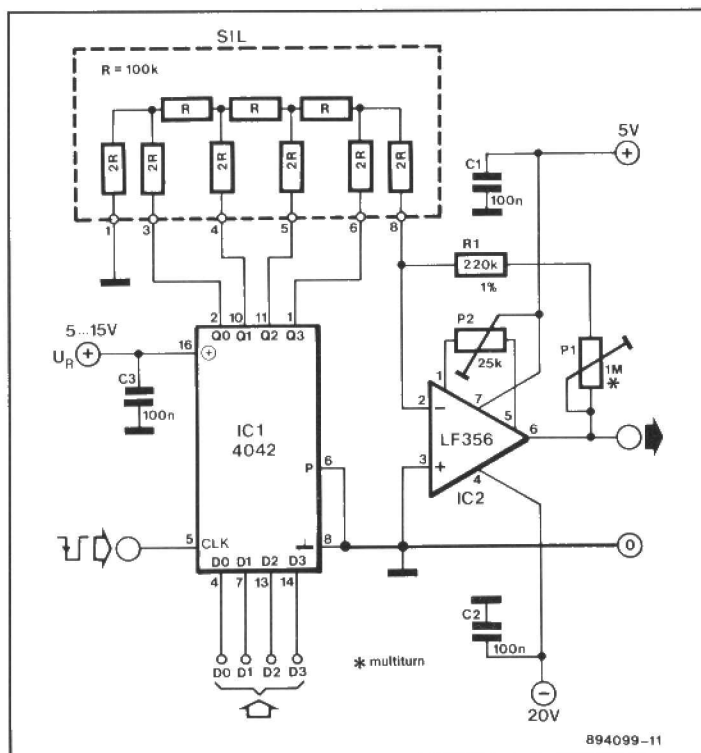 SIL
R = 100k
R
R
R
2R
2R
2R
2R
2R
2R
1
3
4
5
6
8
5V
+
C1
100n
R1
220k
1%
P2
25k
P1
1M
*
5...15V
UR
+
C3
100n
2
10
11
1
Q0
Q1
Q2
Q3
16
+
IC1
4042
P
6
5
CLK
⊥
8
D0
D1
D2
D3
4
7
13
14
D0
D1
D2
D3
1
7
5
2
−
LF356
6
3
+
4
IC2
0
C2
100n
* multiturn
−
20V
894099-11